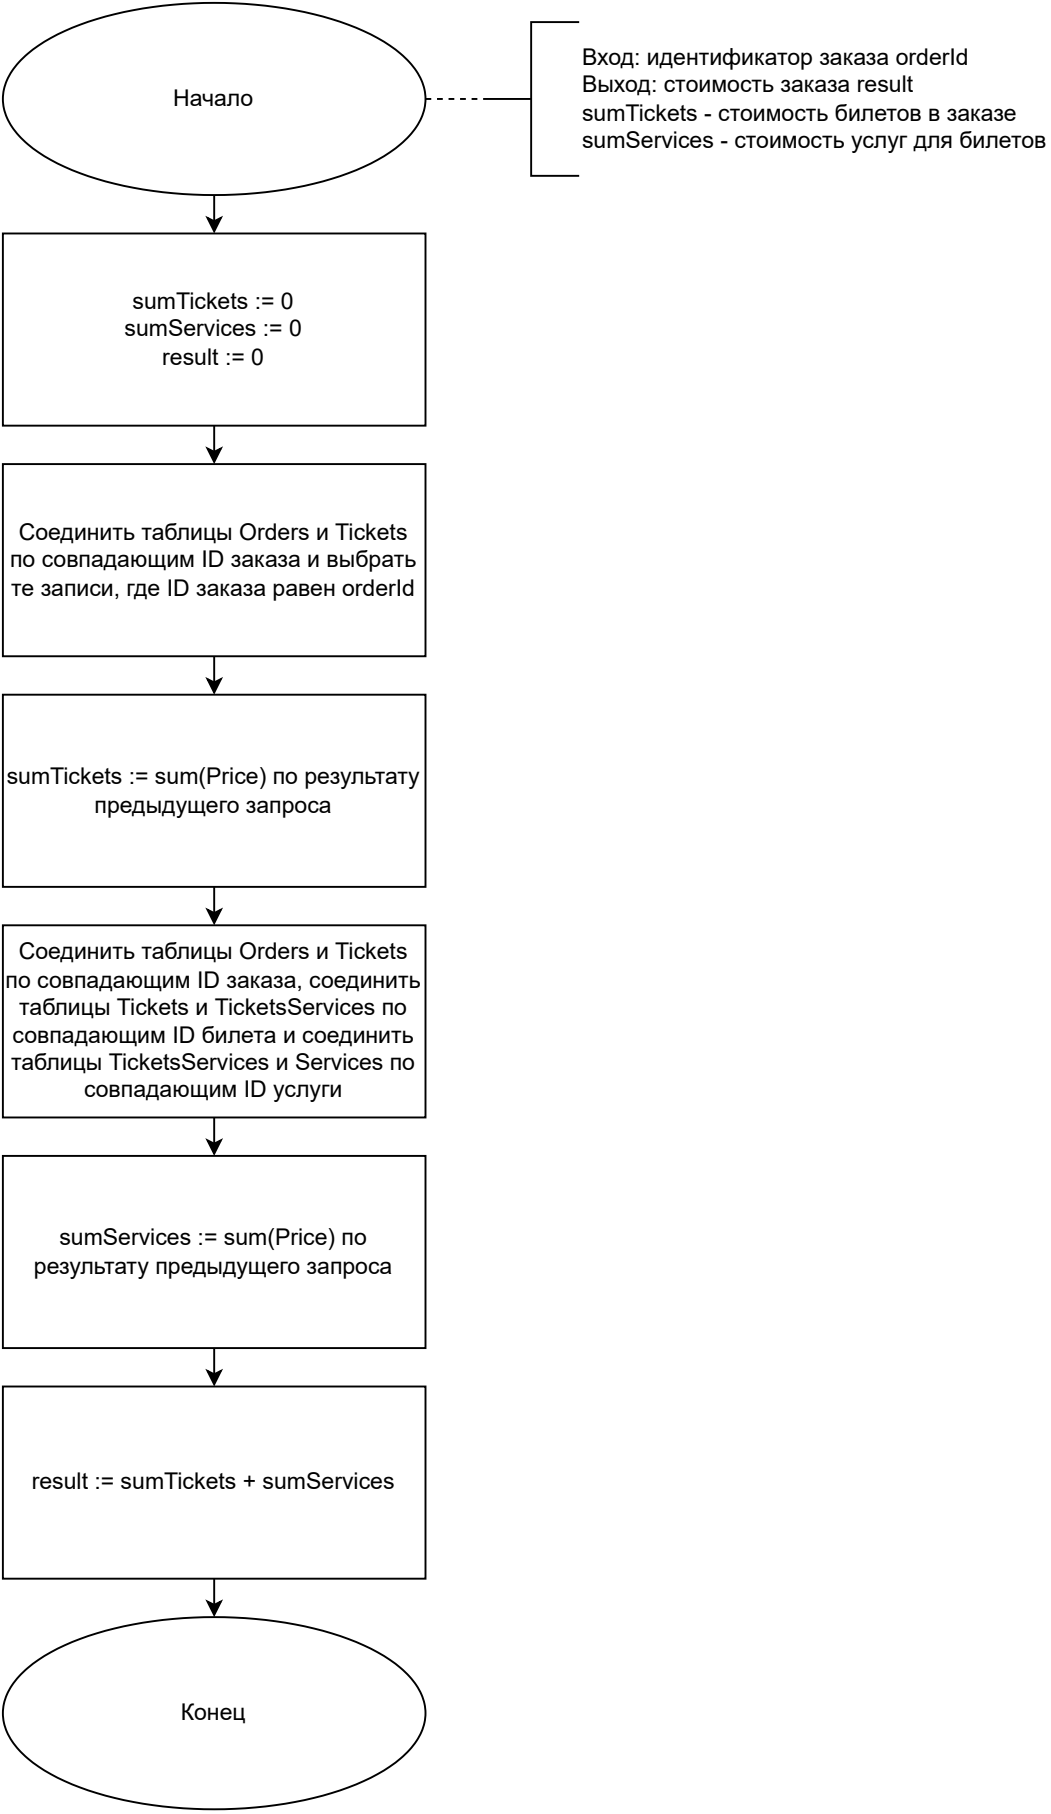 Начало
Вход: идентификатор заказа orderId
Выход: стоимость заказа result
sumTickets - стоимость билетов в заказе
sumServices - стоимость услуг для билетов
sumTickets := 0
sumServices := 0
result := 0
Соединить таблицы Orders и Tickets
по совпадающим ID заказа и выбрать
те записи, где ID заказа равен orderId
sumTickets := sum(Price) по результату
предыдущего запроса
Соединить таблицы Orders и Tickets
по совпадающим ID заказа, соединить
таблицы Tickets и TicketsServices по
совпадающим ID билета и соединить
таблицы TicketsServices и Services по
совпадающим ID услуги
sumServices := sum(Price) по
результату предыдущего запроса
result := sumTickets + sumServices
Конец